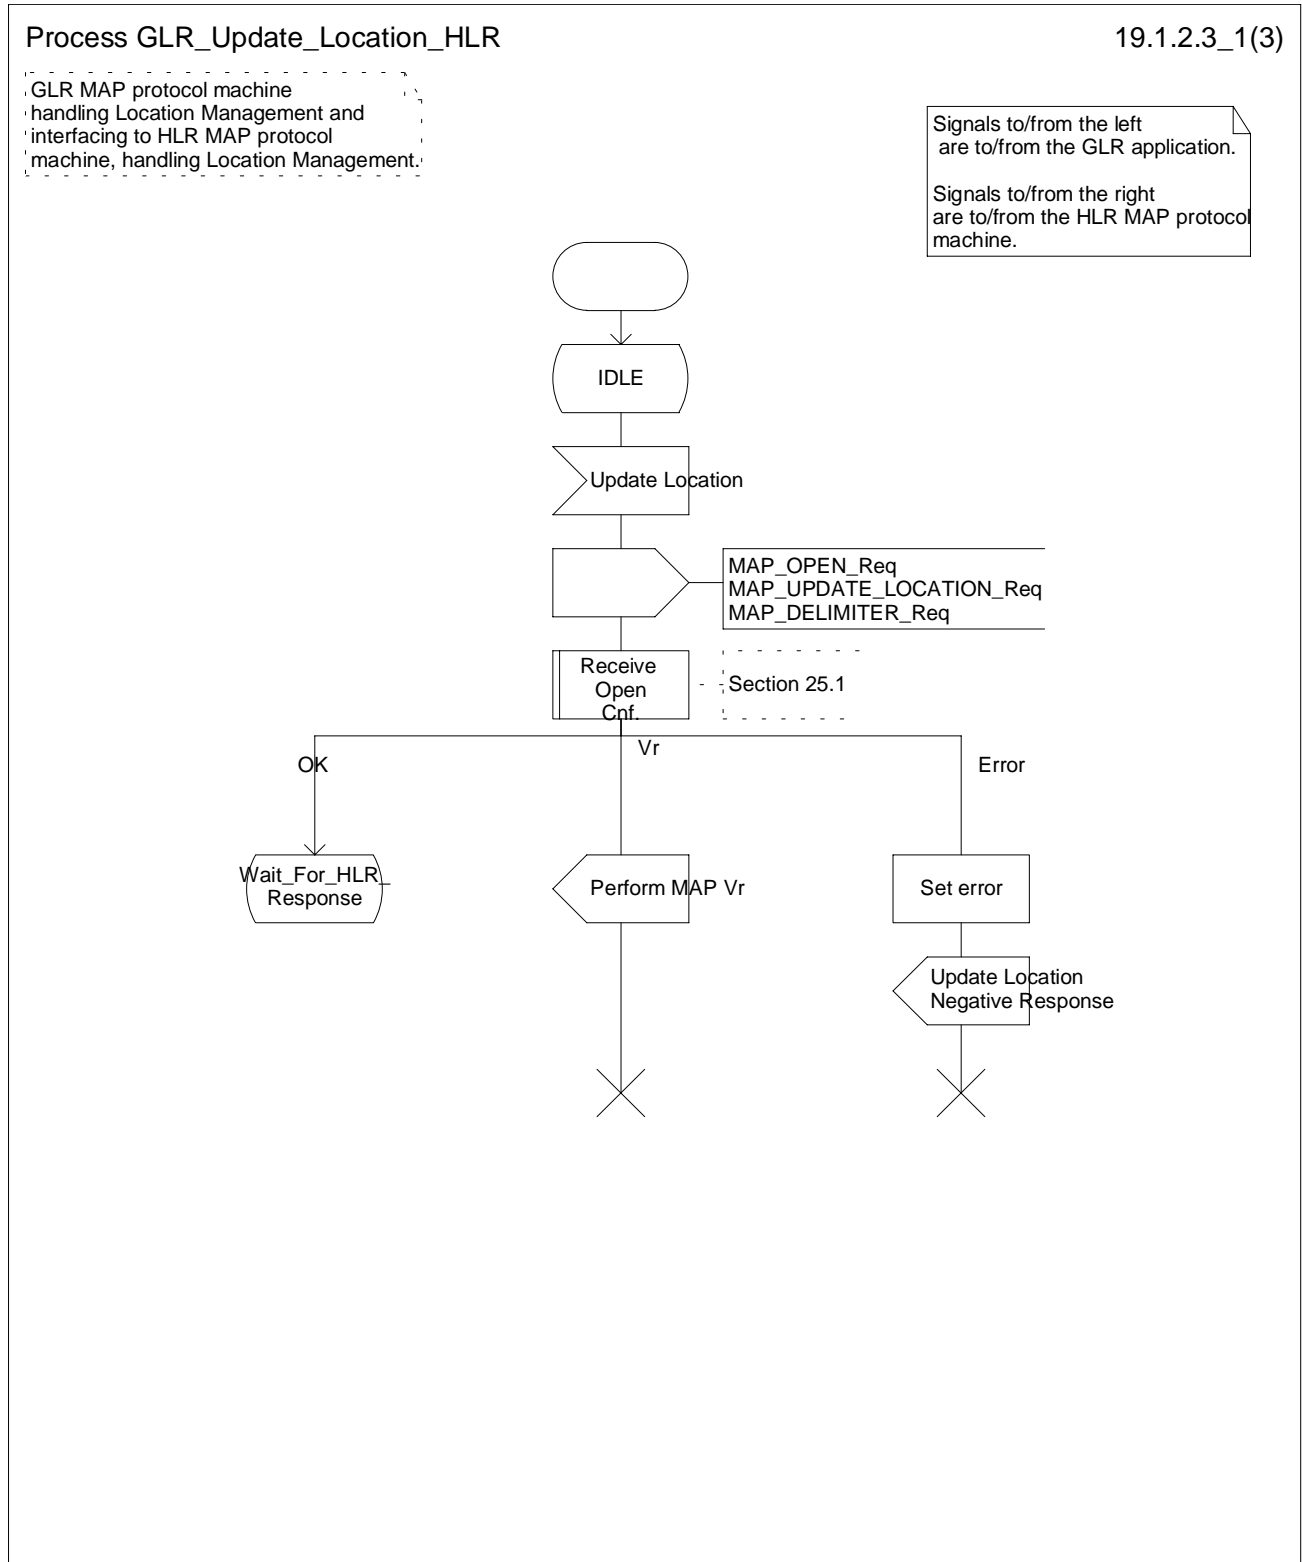 Process GLR_Update_Location_HLR
19.1.2.3_1(3)
GLR MAP protocol machine
handling Location Management and
interfacing to HLR MAP protocol
machine, handling Location Management.
Signals to/from the left
are to/from the GLR application.
Signals to/from the right
are to/from the HLR MAP protocol
machine.
IDLE
Update Location
MAP_OPEN_Req
MAP_UPDATE_LOCATION_Req
MAP_DELIMITER_Req
Receive
Open
Cnf.
Section 25.1
OK
Vr
Error
Wait_For_HLR_
Response
Perform MAP Vr
Set error
Update Location
Negative Response